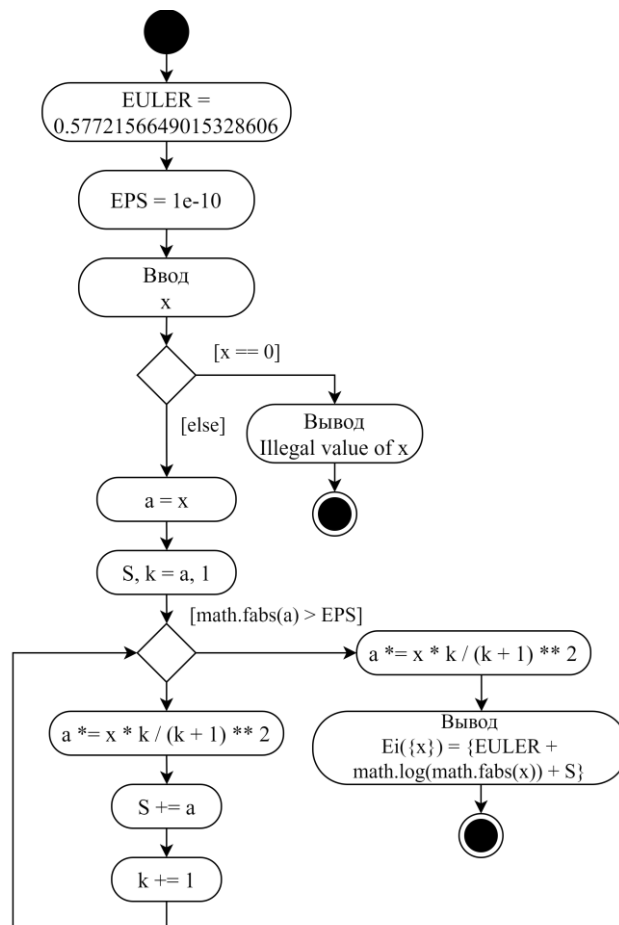 EULER =
0.5772156649015328606
EPS = 1e-10
Ввод
x
[x == 0]
[else]
Вывод
Illegal value of x
a = x
S, k = a, 1
[math.fabs(a) > EPS]
a *= x * k / (k + 1) ** 2
a *= x * k / (k + 1) ** 2
Вывод
Ei({x}) = {EULER +
math.log(math.fabs(x)) + S}
S += a
k += 1